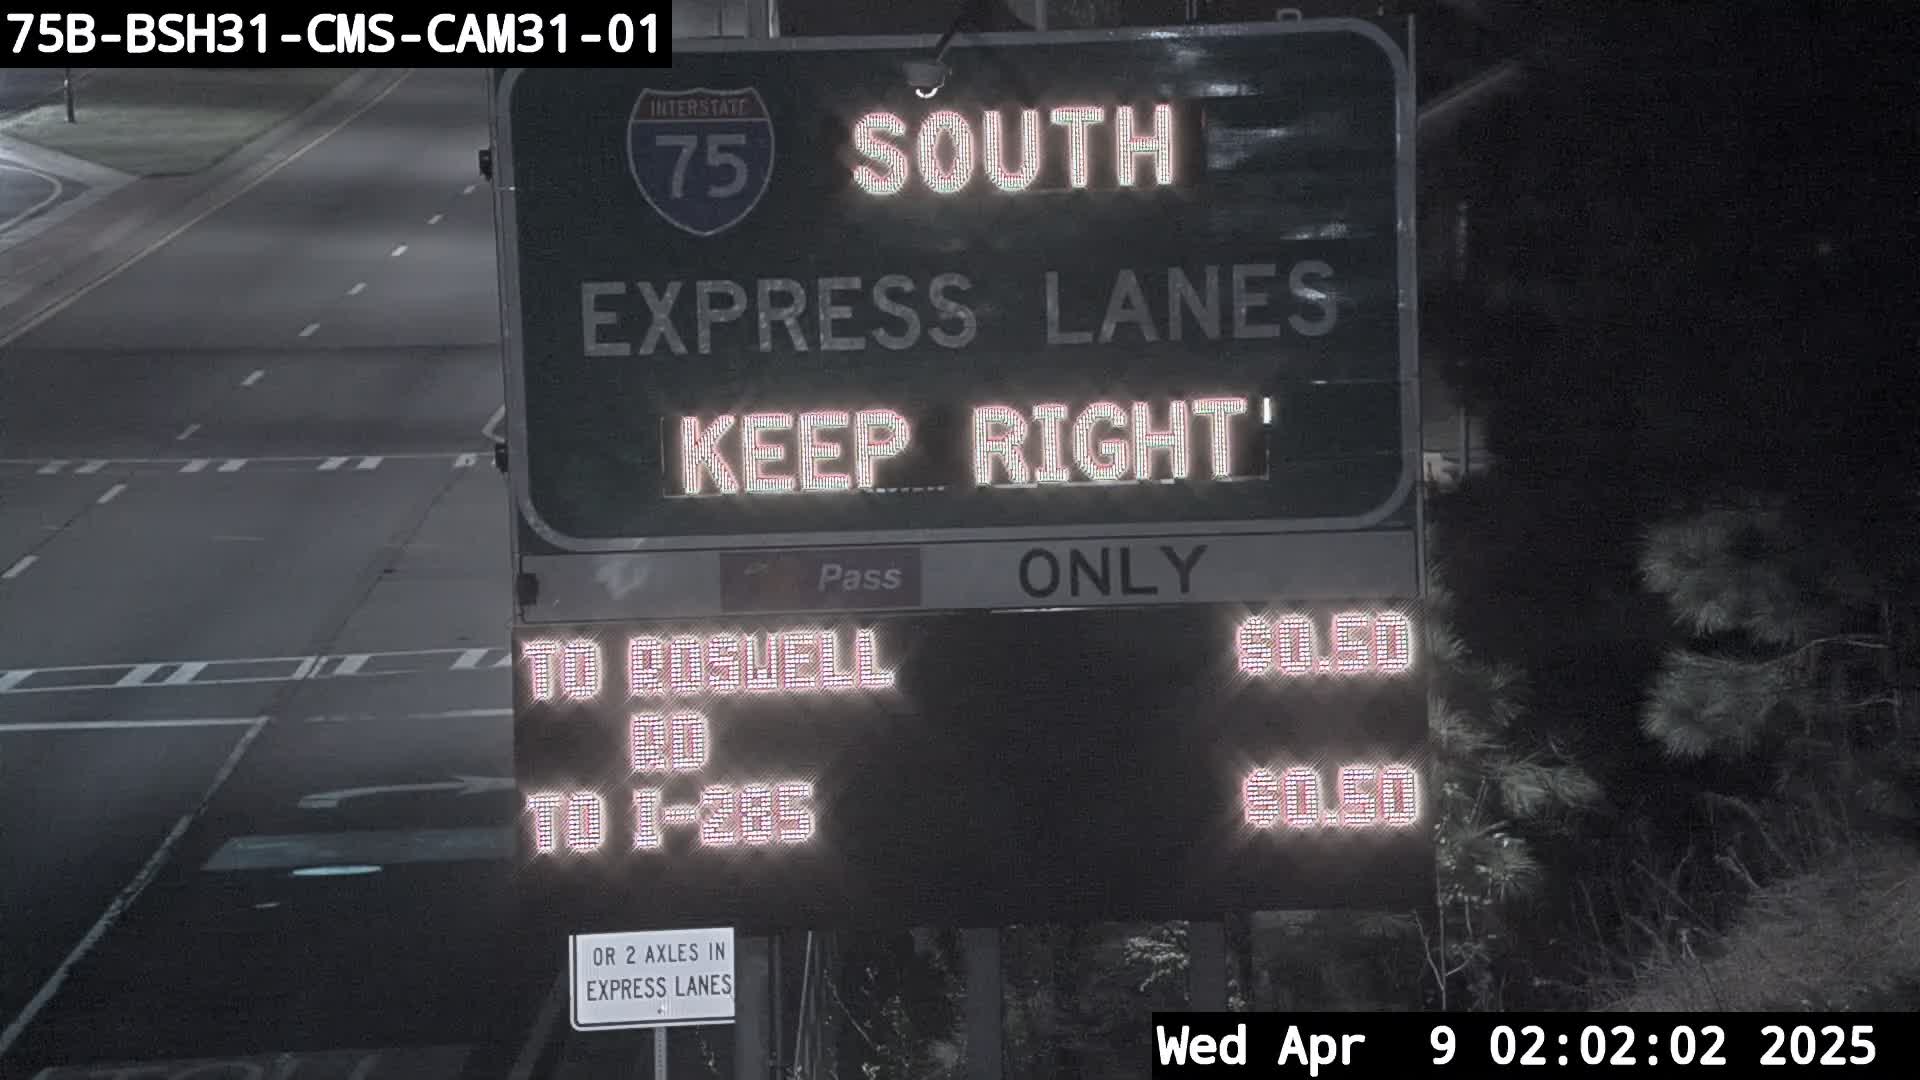 75B-BSH31-CMS-CAM31-01
INTERSTATE
75
SOUTH
EXPRESS LANES
KEEP RIGHT
Pass ONLY
TO ROSWELL $0.50
RD
TO I-285 $0.50
OR 2 AXLES IN
EXPRESS LANES
Wed Apr 9 02:02:02 2025